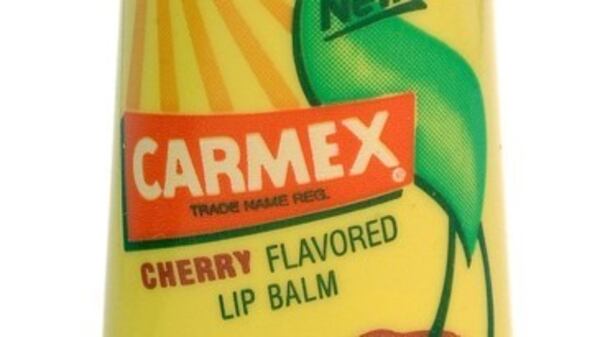 NEW!
CARMEX®
TRADE NAME REG.
CHERRY FLAVORED
LIP BALM